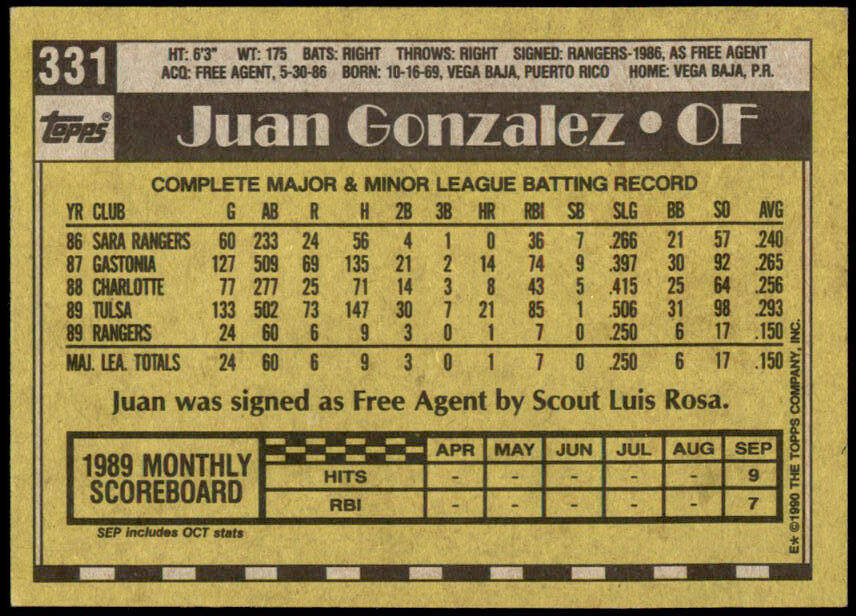 331
HT: 6'3" WT: 175 BATS: RIGHT THROWS: RIGHT SIGNED: RANGERS-1986, AS FREE AGENT
ACQ: FREE AGENT, 5-30-86 BORN: 10-16-69, VEGA BAJA, PUERTO RICO HOME: VEGA BAJA, P.R.
Topps®
Juan Gonzalez • OF
COMPLETE MAJOR & MINOR LEAGUE BATTING RECORD
YR CLUB G AB R H 2B 3B HR RBI SB SLG BB SO AVG
86 SARA RANGERS 60 233 24 56 4 1 0 36 7 .266 21 57 .240
87 GASTONIA 127 509 69 135 21 2 14 74 9 .397 30 92 .265
88 CHARLOTTE 77 277 25 71 14 3 8 43 5 .415 25 64 .256
89 TULSA 133 502 73 147 30 7 21 85 1 .506 31 98 .293
89 RANGERS 24 60 6 9 3 0 1 7 0 .250 6 17 .150
MAJ. LEA. TOTALS 24 60 6 9 3 0 1 7 0 .250 6 17 .150
Juan was signed as Free Agent by Scout Luis Rosa.
1989 MONTHLY
SCOREBOARD
APR MAY JUN JUL AUG SEP
HITS - - - - - 9
RBI - - - - - 7
SEP includes OCT stats
E* ©1990 THE TOPPS COMPANY, INC.